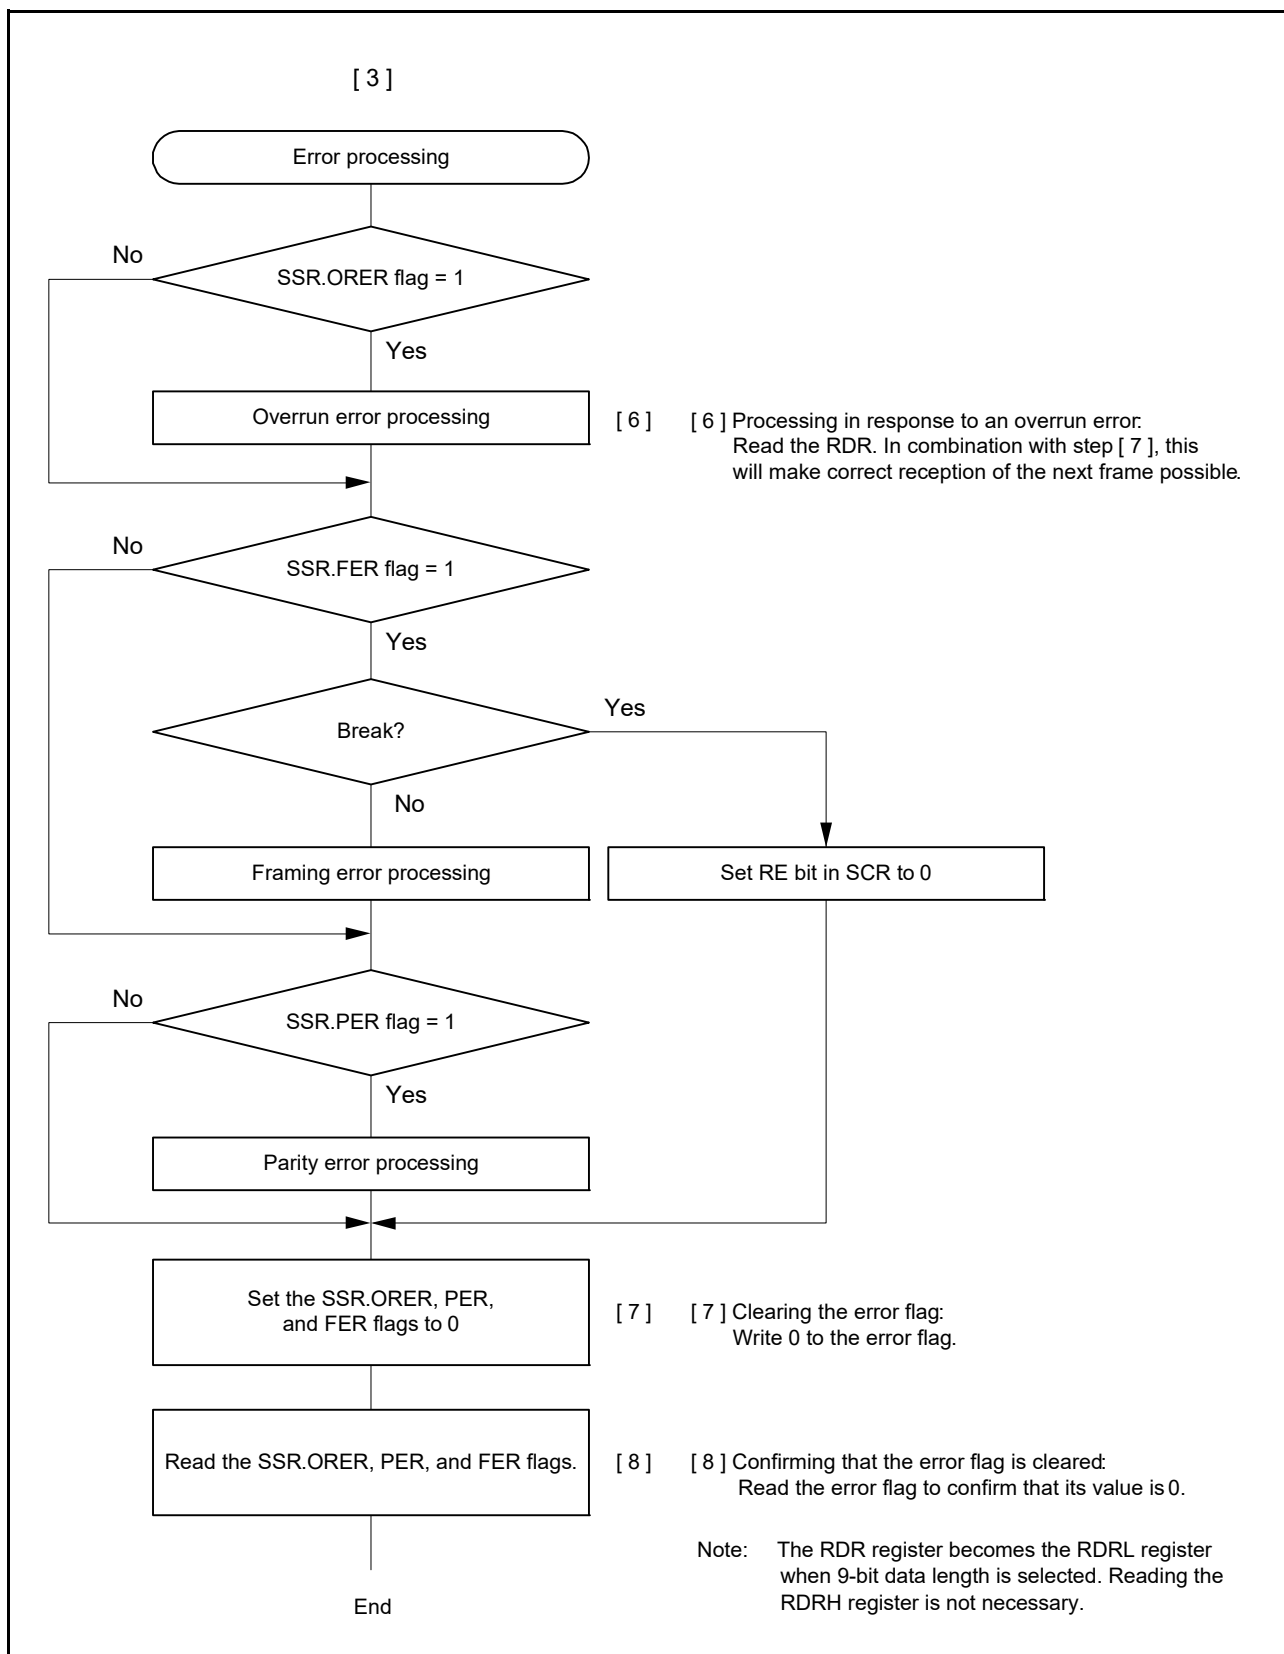 [ 3 ]
Error processing
No
SSR.ORER flag = 1
Yes
Overrun error processing
[ 6 ]
[ 6 ] Processing in response to an overrun error:
Read the RDR. In combination with step [ 7 ], this
will make correct reception of the next frame possible.
No
SSR.FER flag = 1
Yes
Break?
Yes
No
Framing error processing
Set RE bit in SCR to 0
No
SSR.PER flag = 1
Yes
Parity error processing
Set the SSR.ORER, PER,
and FER flags to 0
[ 7 ]
[ 7 ] Clearing the error flag:
Write 0 to the error flag.
Read the SSR.ORER, PER, and FER flags.
[ 8 ]
[ 8 ] Confirming that the error flag is cleared:
Read the error flag to confirm that its value is 0.
Note: The RDR register becomes the RDRL register
when 9-bit data length is selected. Reading the
RDRH register is not necessary.
End